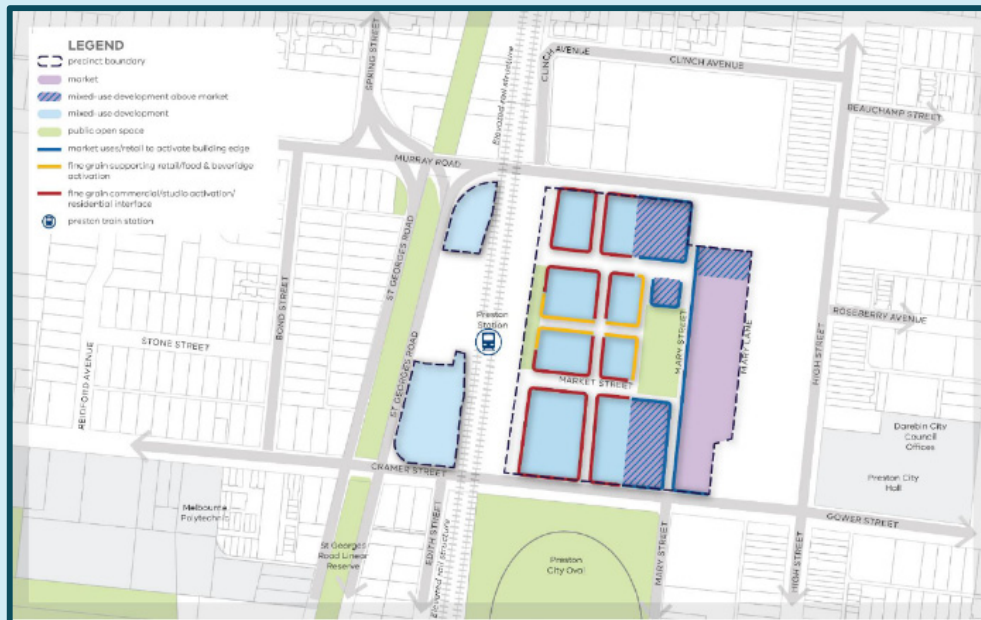 LEGEND
precinct boundary
market
mixed-use development above market
mixed-use development
public open space
market uses/retail to activate building edge
fine grain supporting retail/food & beveridge
activation
fine grain commercial/studio activation/
residential interface
preston train station
SPRING STREET
Elevated rail structure
CLINCH AVENUE
CLINCH AVENUE
BEAUCHAMP STREET
MURRAY ROAD
ST GEORGES ROAD
BOND STREET
STONE STREET
REIDFORD AVENUE
ST GEORGES ROAD
Preston
Station
MARY STREET
MARY LANE
ROSEBERRY AVENUE
HIGH STREET
MARKET STREET
Darebin City
Council
Offices
Preston City
Hall
CRAMER STREET
GOWER STREET
Melbourne
Polytechnic
St Georges
Road Linear
Reserve
EDITH STREET
Elevated rail structure
Preston
City Oval
MARY STREET
HIGH STREET